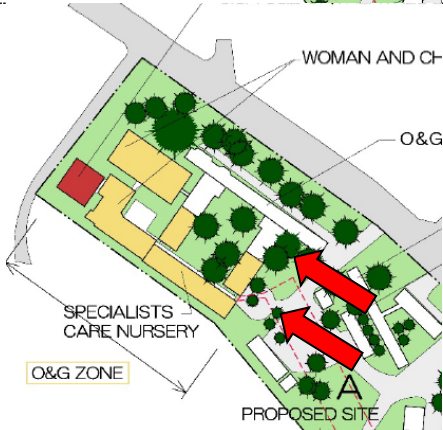 WOMAN AND CH
O&G
SPECIALISTS
CARE NURSERY
O&G ZONE
A
PROPOSED SITE